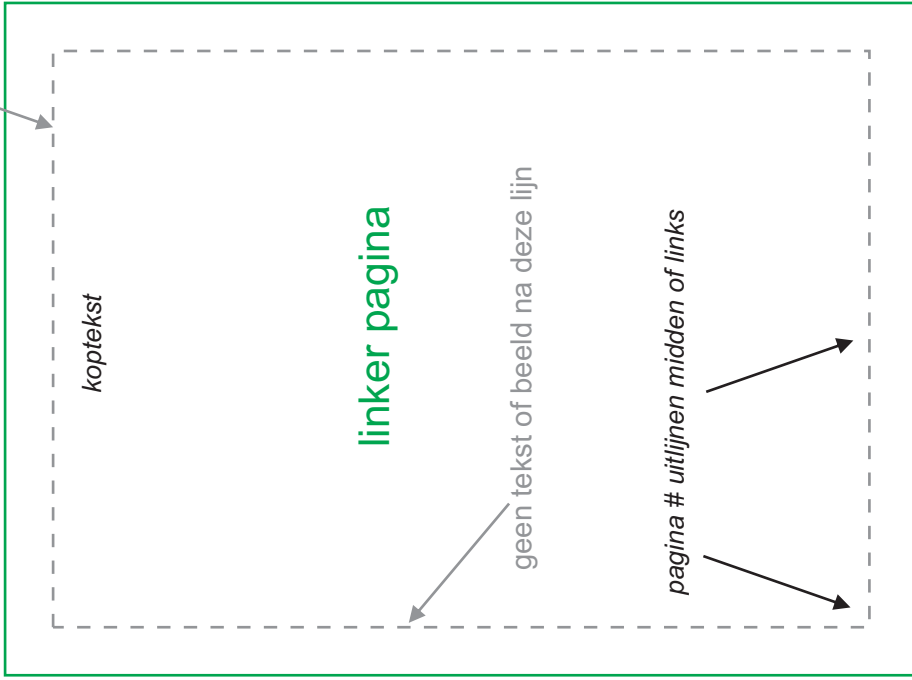 koptekst
linker pagina
geen tekst of beeld na deze lijn
pagina # uitlijnen midden of links